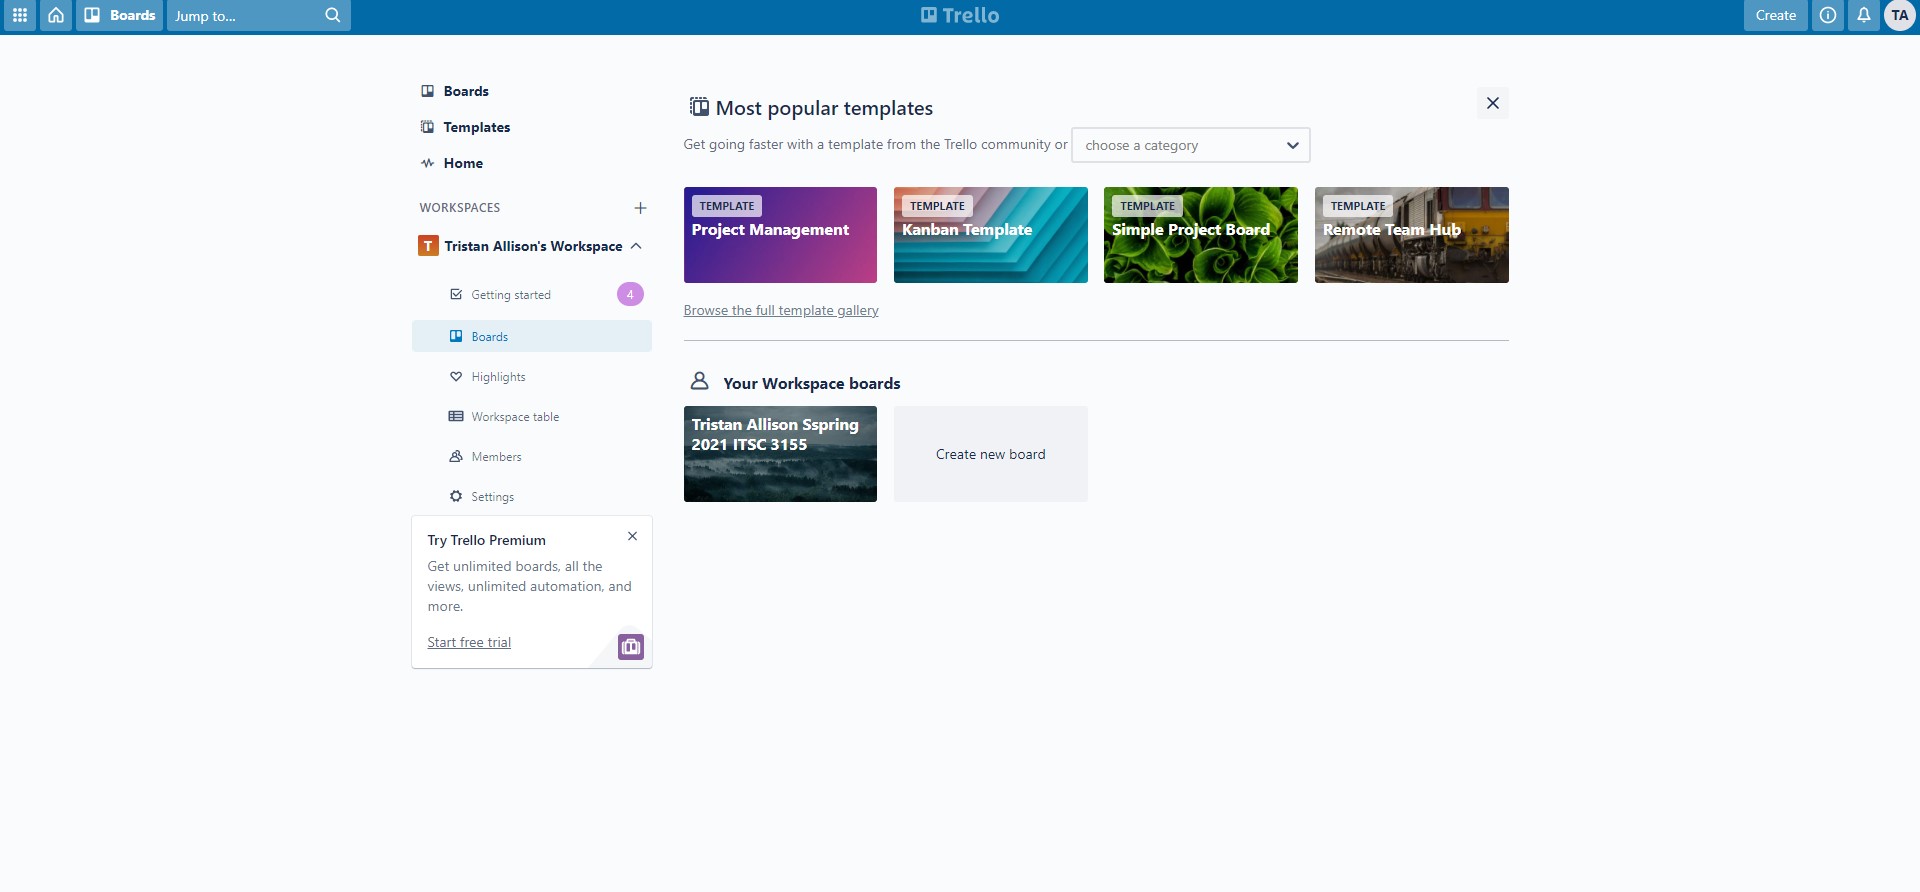 Boards
Jump to...
Trello
Create
TA
Boards
Templates
Home
WORKSPACES
T Tristan Allison's Workspace
Getting started 4
Boards
Highlights
Workspace table
Members
Settings
Try Trello Premium
Get unlimited boards, all the
views, unlimited automation, and
more.
Start free trial
Most popular templates
Get going faster with a template from the Trello community or choose a category
TEMPLATE
Project Management
TEMPLATE
Kanban Template
TEMPLATE
Simple Project Board
TEMPLATE
Remote Team Hub
Browse the full template gallery
Your Workspace boards
Tristan Allison Sspring
2021 ITSC 3155
Create new board